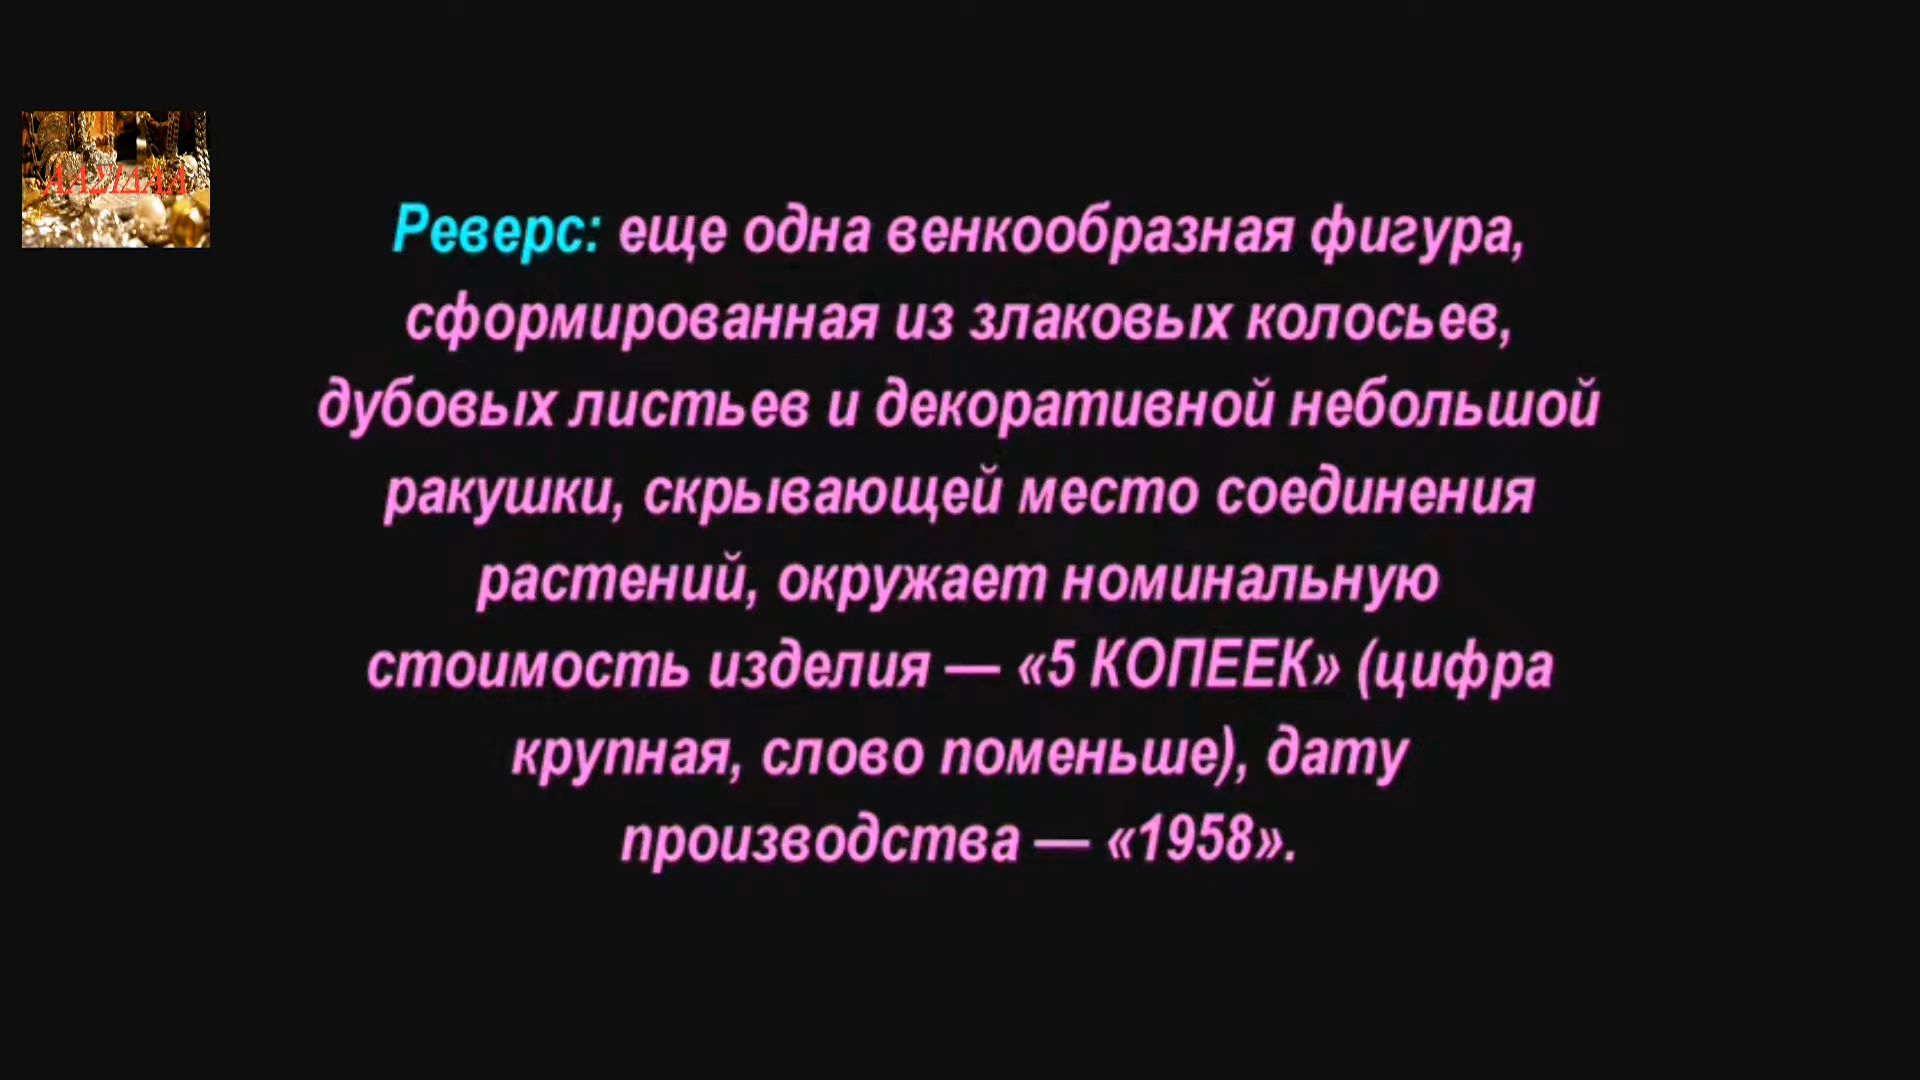 Реверс: еще одна венкообразная фигура,
сформированная из злаковых колосьев,
дубовых листьев и декоративной небольшой
ракушки, скрывающей место соединения
растений, окружает номинальную
стоимость изделия — «5 КОПЕЕК» (цифра
крупная, слово поменьше), дату
производства — «1958».